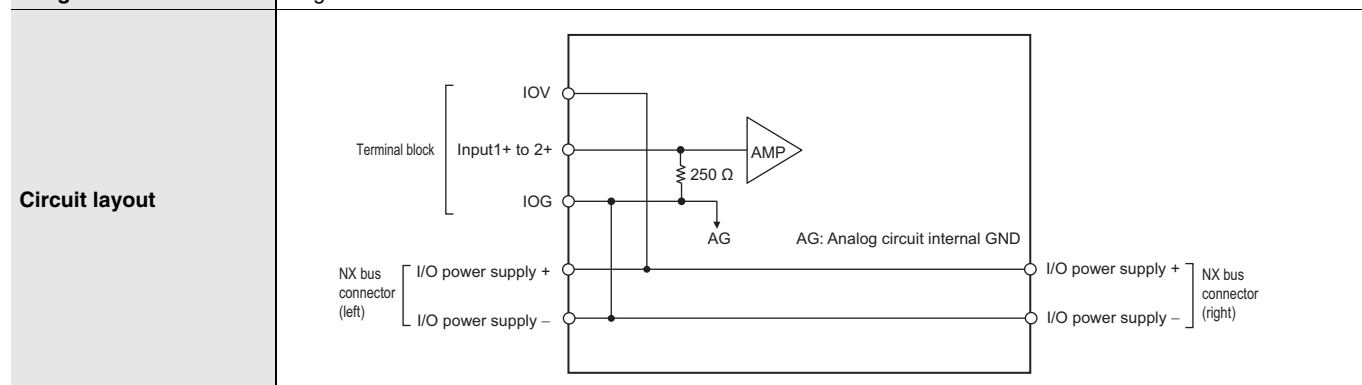 Circuit layout
IOV
Terminal block
Input1+ to 2+
AMP
250 Ω
IOG
AG
AG: Analog circuit internal GND
NX bus
connector
(left)
I/O power supply +
I/O power supply –
I/O power supply +
I/O power supply –
NX bus
connector
(right)